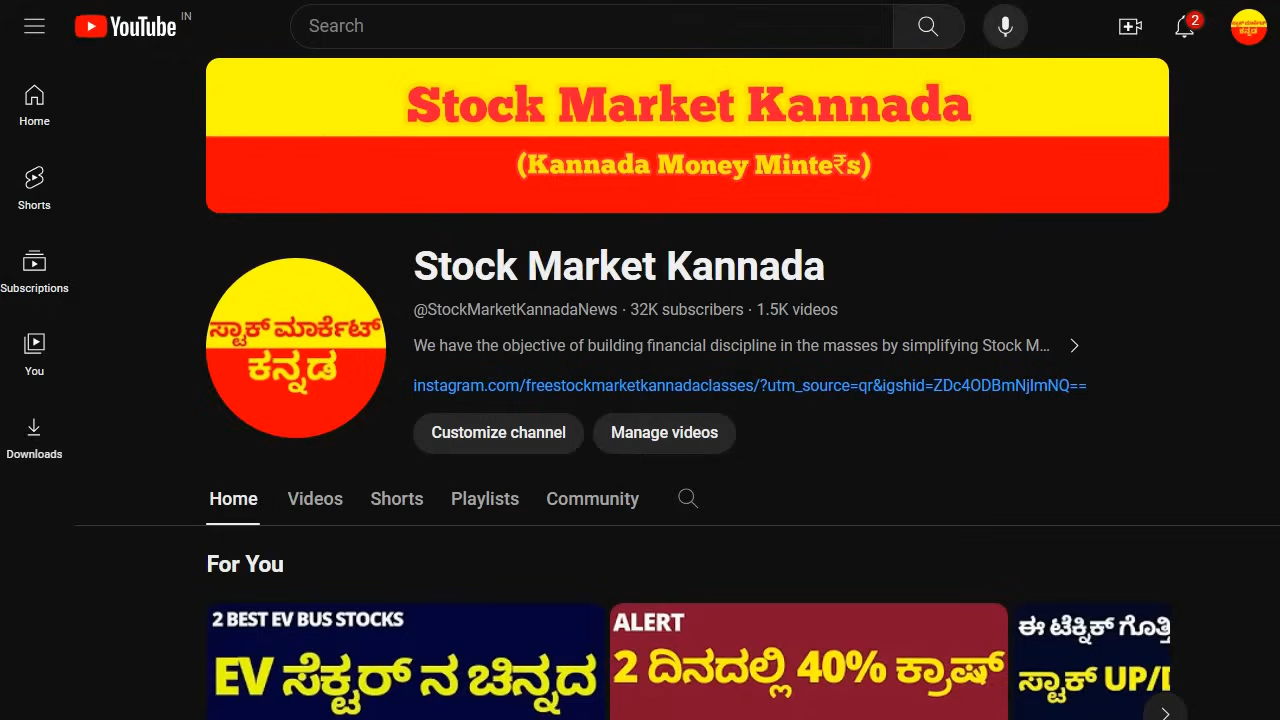 YouTube IN
Search
2
ಸ್ಟಾಕ್ ಮಾರ್ಕೆಟ್
ಕನ್ನಡ
Home
Shorts
Subscriptions
You
Downloads
Stock Market Kannada
(Kannada Money Minte₹s)
ಸ್ಟಾಕ್ ಮಾರ್ಕೆಟ್
ಕನ್ನಡ
Stock Market Kannada
@StockMarketKannadaNews · 32K subscribers · 1.5K videos
We have the objective of building financial discipline in the masses by simplifying Stock M...
instagram.com/freestockmarketkannadaclasses/?utm_source=qr&igshid=ZDc4ODBmNjlmNQ==
Customize channel Manage videos
Home Videos Shorts Playlists Community
For You
2 BEST EV BUS STOCKS
EV ಸೆಕ್ಟರ್ ನ ಚಿನ್ನದ
ALERT
2 ದಿನದಲ್ಲಿ 40% ಕ್ರಾಷ್
ಈ ಟೆಕ್ನಿಕ್ ಗೊತ್ತಿ
ಸ್ಟಾಕ್ UP/